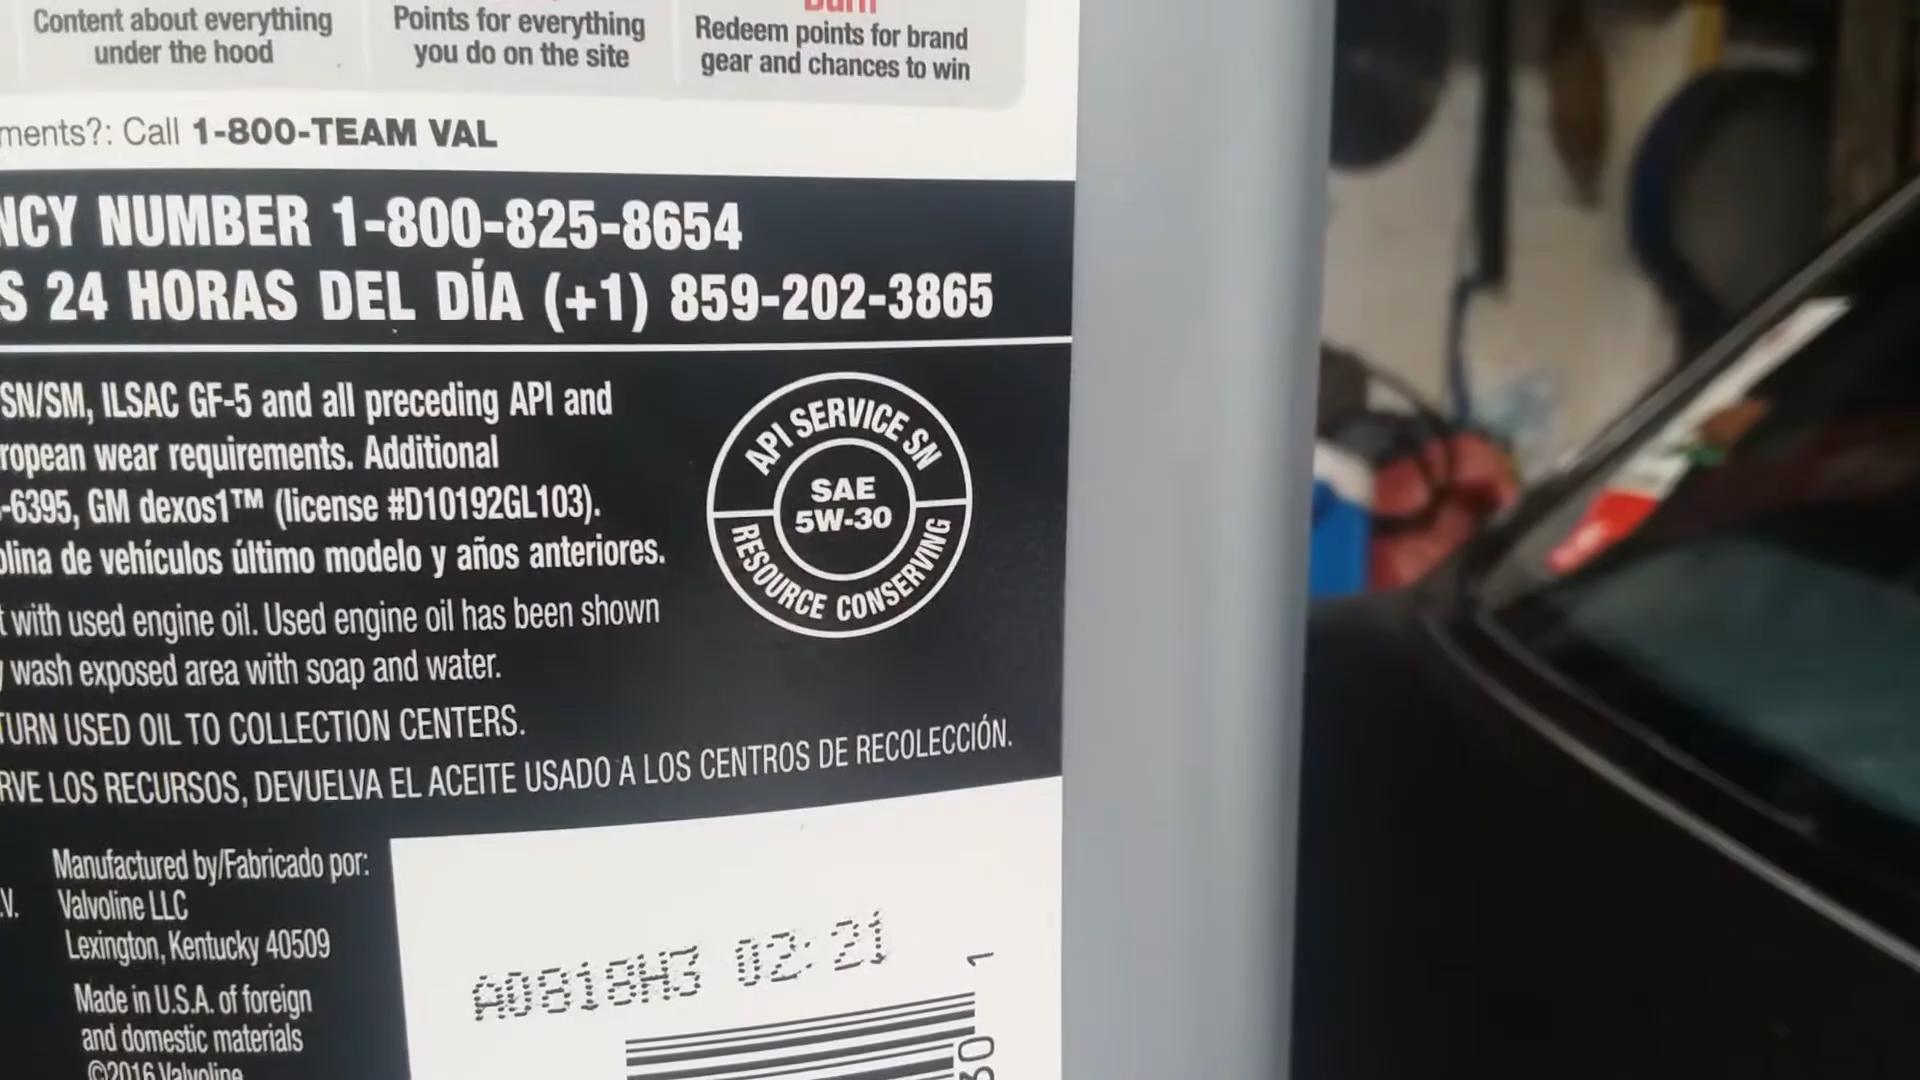 Content about everything
under the hood
Points for everything
you do on the site
Burn
Redeem points for brand
gear and chances to win
ments?: Call 1-800-TEAM VAL
NCY NUMBER 1-800-825-8654
S 24 HORAS DEL DÍA (+1) 859-202-3865
SN/SM, ILSAC GF-5 and all preceding API and
ropean wear requirements. Additional
-6395, GM dexos1™ (license #D10192GL103).
olina de vehículos último modelo y años anteriores.
t with used engine oil. Used engine oil has been shown
y wash exposed area with soap and water.
TURN USED OIL TO COLLECTION CENTERS.
RVE LOS RECURSOS, DEVUELVA EL ACEITE USADO A LOS CENTROS DE RECOLECCIÓN.
API SERVICE SN
SAE
5W-30
RESOURCE CONSERVING
.V.
Manufactured by/Fabricado por:
Valvoline LLC
Lexington, Kentucky 40509
Made in U.S.A. of foreign
and domestic materials
©2016 Valvoline
A0818H3 02:21
1
30